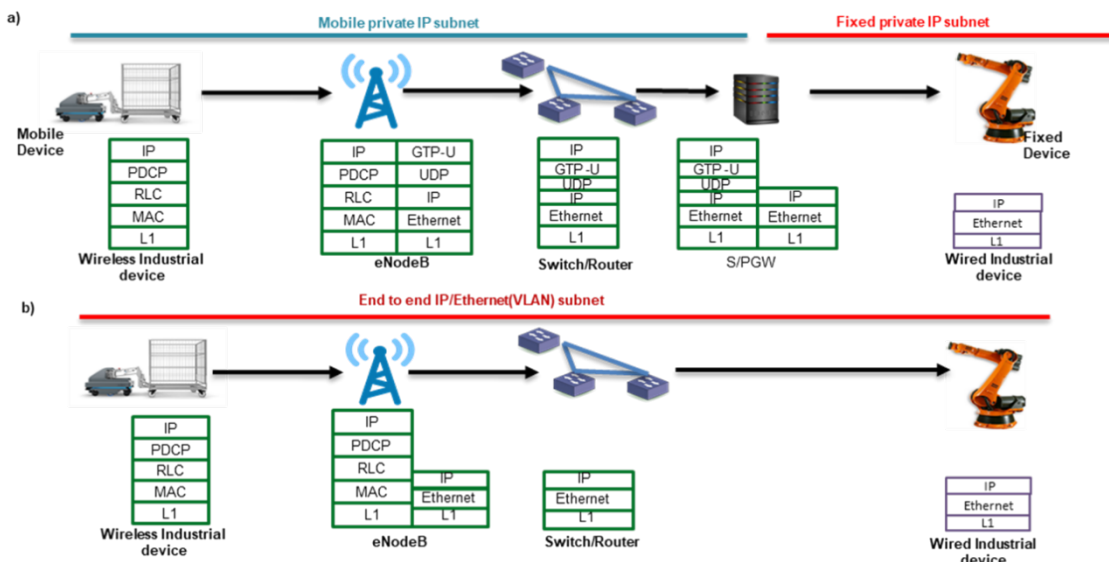 a)
Mobile private IP subnet
Fixed private IP subnet
Mobile
Device
Fixed
Device
IP
PDCP
RLC
MAC
L1
Wireless Industrial
device
IP GTP-U
PDCP UDP
RLC IP
MAC Ethernet
L1 L1
eNodeB
IP
GTP-U
UDP
IP
Ethernet
L1
Switch/Router
IP
GTP-U
UDP
IP IP
Ethernet Ethernet
L1 L1
S/PGW
IP
Ethernet
L1
Wired Industrial
device
b)
End to end IP/Ethernet(VLAN) subnet
IP
PDCP
RLC
MAC
L1
Wireless Industrial
device
IP
PDCP
RLC IP
MAC Ethernet
L1 L1
eNodeB
IP
Ethernet
L1
Switch/Router
IP
Ethernet
L1
Wired Industrial
device